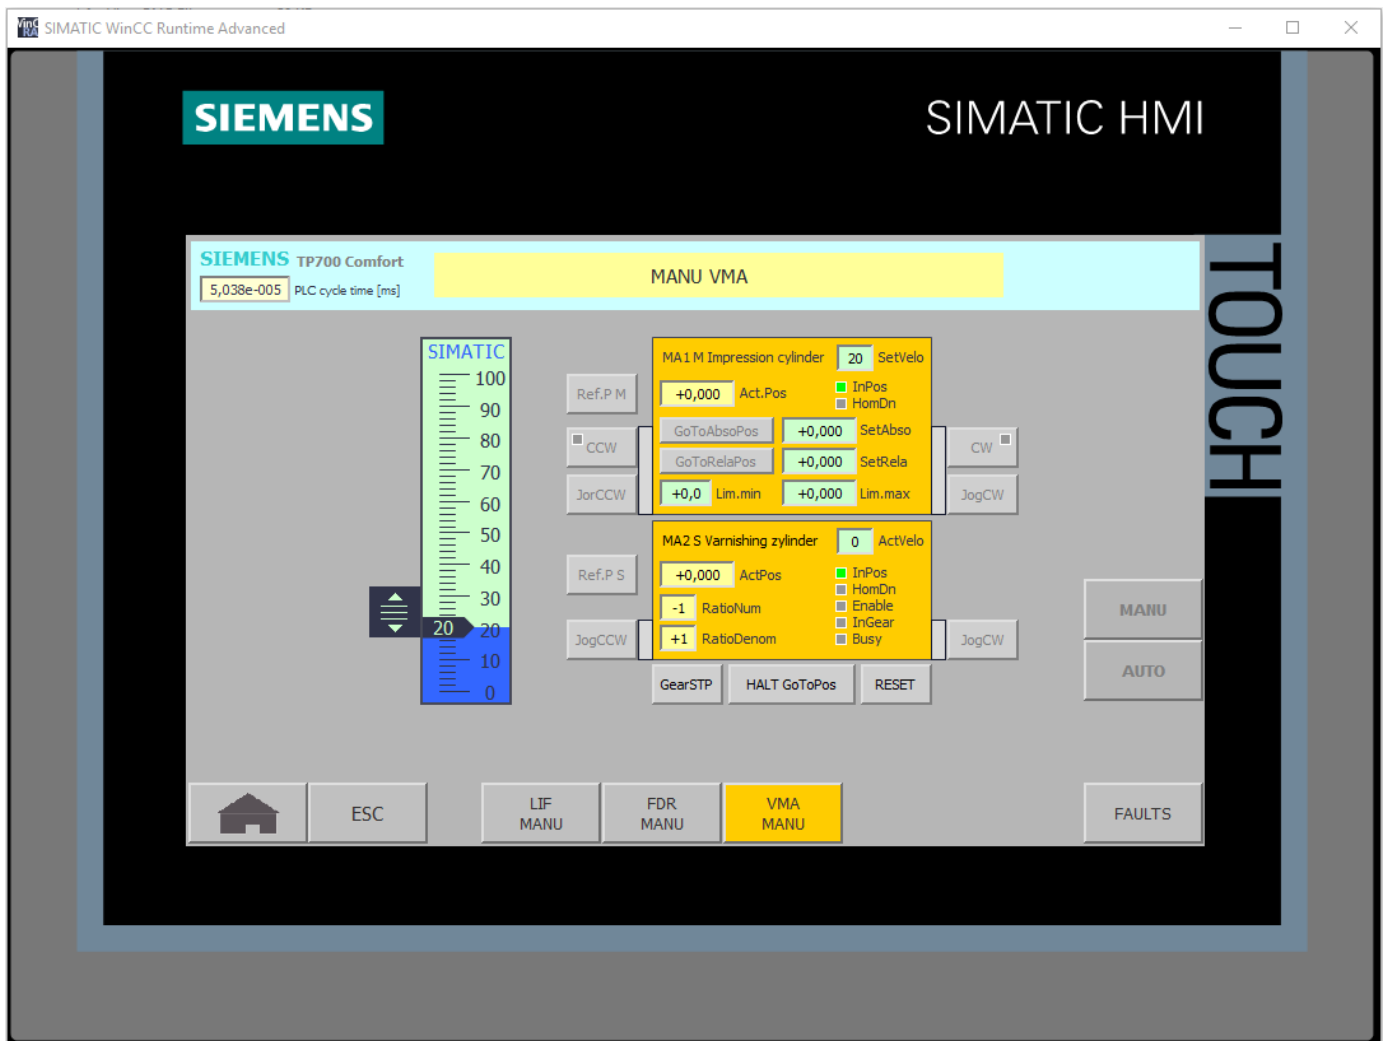 SIMATIC WinCC Runtime Advanced
SIEMENS
SIMATIC HMI
TOUCH
SIEMENS TP700 Comfort
5,038e-005 PLC cycle time [ms]
MANU VMA
SIMATIC
100
90
80
70
60
50
40
30
20
20
10
0
Ref.P M
CCW
JorCCW
MA1 M Impression cylinder 20 SetVelo
+0,000 Act.Pos
InPos
HomDn
GoToAbsoPos +0,000 SetAbso
GoToRelaPos +0,000 SetRela
+0,0 Lim.min +0,000 Lim.max
CW
JogCW
Ref.P S
JogCCW
MA2 S Varnishing zylinder 0 ActVelo
+0,000 ActPos
InPos
HomDn
-1 RatioNum
Enable
InGear
+1 RatioDenom
Busy
JogCW
GearSTP HALT GoToPos RESET
MANU
AUTO
ESC
LIF
MANU
FDR
MANU
VMA
MANU
FAULTS